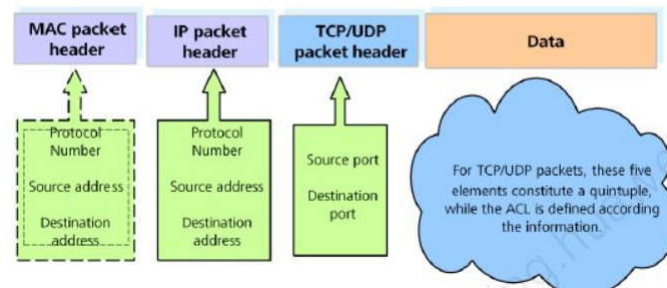 MAC packet
header
IP packet
header
TCP/UDP
packet header
Data
Protocol
Number
Source address
Destination
address
Protocol
Number
Source address
Destination
address
Source port
Destination
port
For TCP/UDP packets, these five
elements constitute a quintuple,
while the ACL is defined according
the information.